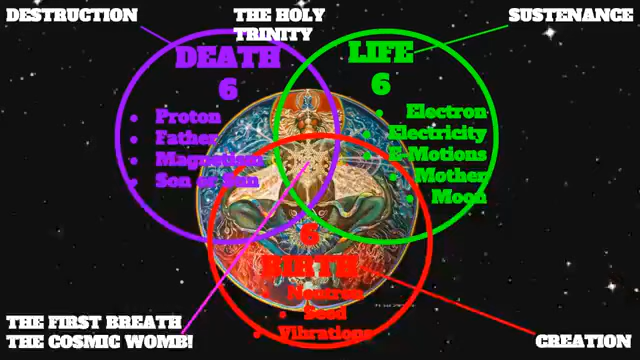 DESTRUCTION
THE HOLY
TRINITY
SUSTENANCE
DEATH
6
• Proton
• Father
• Magnetism
• Son or Sun
LIFE
6
• Electron
• Electricity
• E-Motions
• Mother
• Moon
6
BIRTH
• Neutron
• Seed
• Vibrations
THE FIRST BREATH
THE COSMIC WOMB!
CREATION